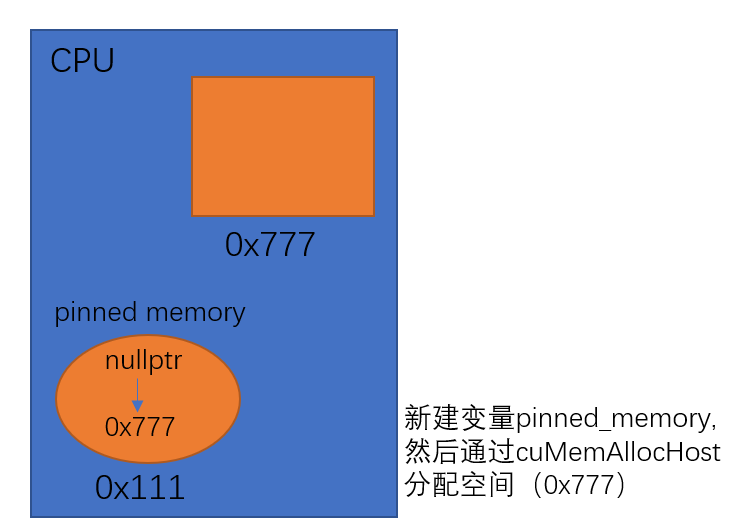 CPU
0x777
pinned memory
nullptr
0x777
0x111
新建变量pinned_memory,
然后通过cuMemAllocHost
分配空间（0x777）